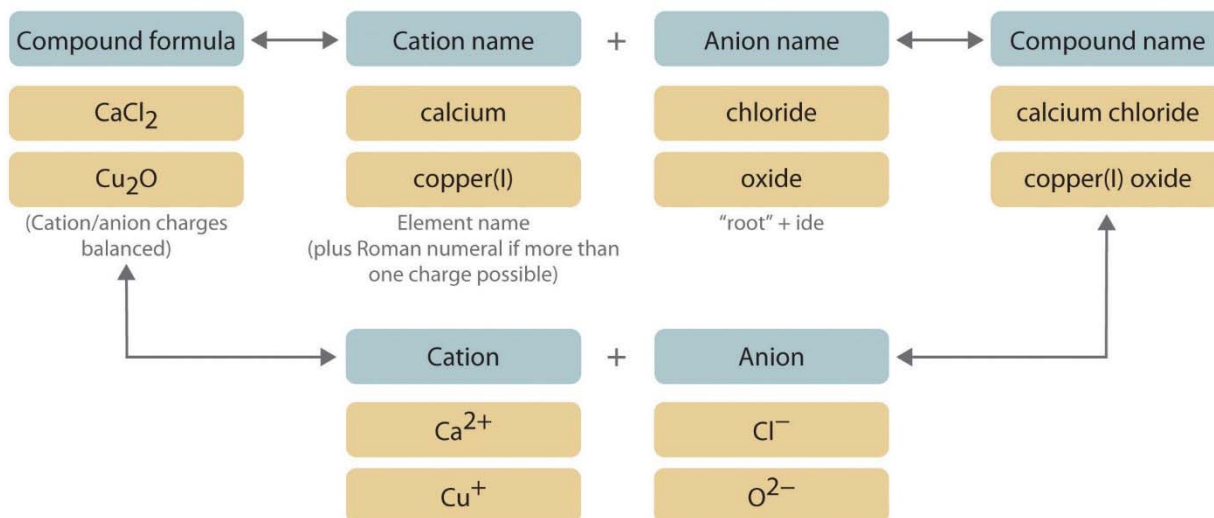 Compound formula
Cation name
+
Anion name
Compound name
CaCl₂
calcium
chloride
calcium chloride
Cu₂O
copper(I)
oxide
copper(I) oxide
(Cation/anion charges
balanced)
Element name
(plus Roman numeral if more than
one charge possible)
“root” + ide
Cation
+
Anion
Ca²⁺
Cl⁻
Cu⁺
O²⁻